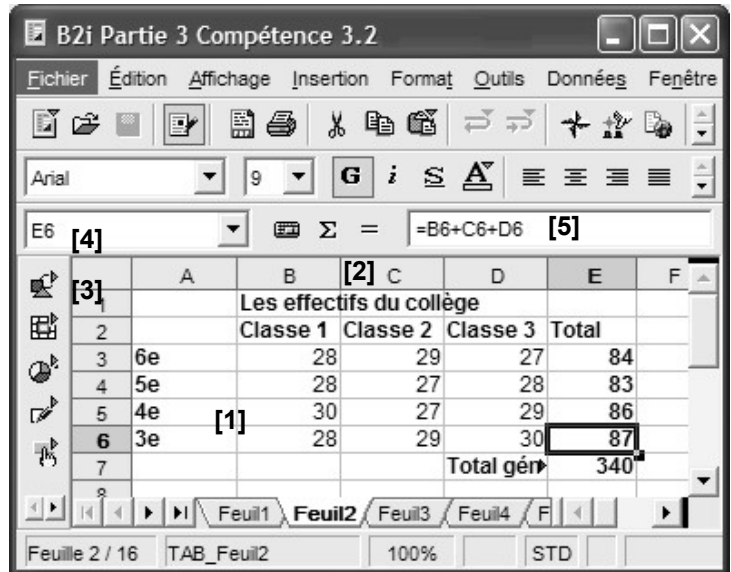 B2i Partie 3 Compétence 3.2
Fichier Édition Affichage Insertion Format Outils Données Fenêtre
Arial 9 G i S A
E6 [4] Σ = =B6+C6+D6 [5]
[3] A B [2] C D E F
1 Les effectifs du collège
2 Classe 1 Classe 2 Classe 3 Total
3 6e 28 29 27 84
4 5e 28 27 28 83
5 4e [1] 30 27 29 86
6 3e 28 29 30 87
7 Total gén 340
8
Feuil1 Feuil2 Feuil3 Feuil4 F
Feuille 2 / 16 TAB_Feuil2 100% STD